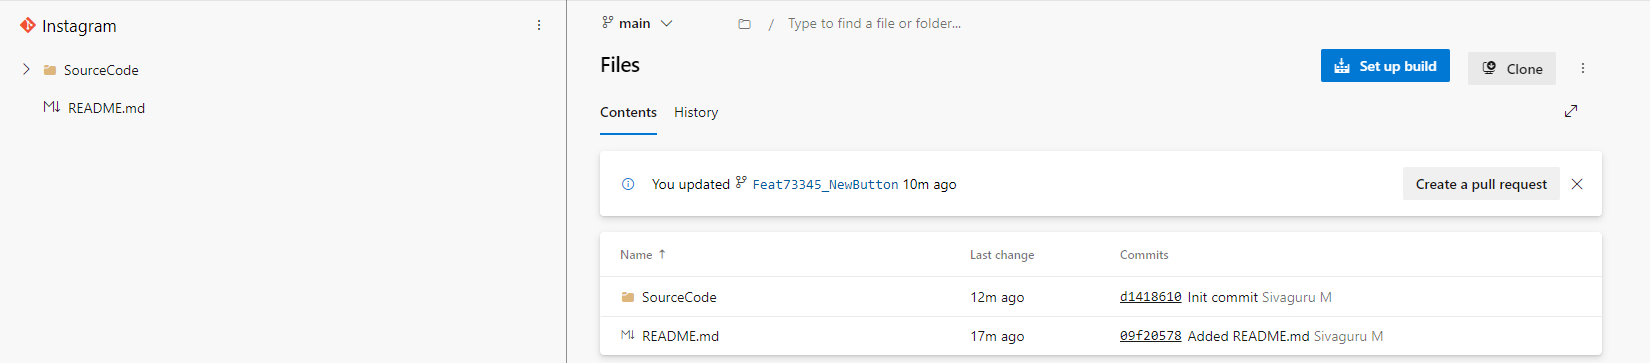 Instagram
SourceCode
README.md
main / Type to find a file or folder...
Files
Set up build
Clone
Contents History
You updated Feat73345_NewButton 10m ago
Create a pull request
Name ↑ Last change Commits
SourceCode 12m ago d1418610 Init commit Sivaguru M
README.md 17m ago 09f20578 Added README.md Sivaguru M